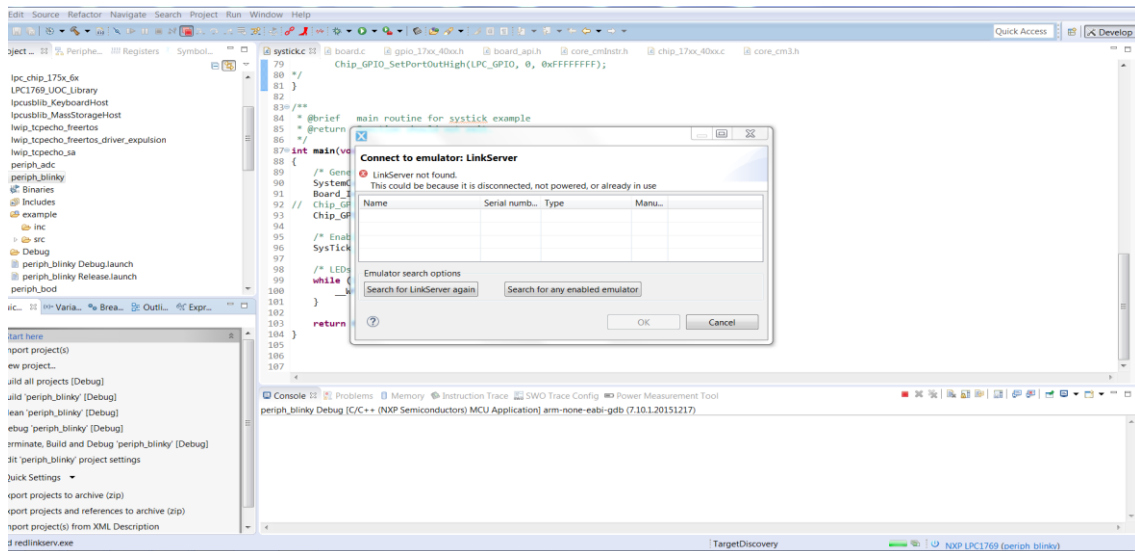 Edit Source Refactor Navigate Search Project Run Window Help
Quick Access
Develop
oject ...
Periphe...
Registers
Symbol...
systick.c
board.c
gpio_17xx_40xx.h
board_api.h
core_cmInstr.h
chip_17xx_40xx.c
core_cm3.h
lpc_chip_175x_6x
LPC1769_UOC_Library
lpcusblib_KeyboardHost
lpcusblib_MassStorageHost
lwip_tcpecho_freertos
lwip_tcpecho_freertos_driver_expulsion
lwip_tcpecho_sa
periph_adc
periph_blinky
Binaries
Includes
example
inc
src
Debug
periph_blinky Debug.launch
periph_blinky Release.launch
periph_bod
79 Chip_GPIO_SetPortOutHigh(LPC_GPIO, 0, 0xFFFFFFFF);
80 */
81 }
82
83 /**
84 * @brief main routine for systick example
85 * @return
86 */
87 int main(vo
88 {
89 /* Gene
90 SystemC
91 Board_I
92 // Chip_GP
93 Chip_GP
94
95 /* Enab
96 SysTick
97
98 /* LEDs
99 while (
100
101 }
102
103 return
104 }
105
106
107
Connect to emulator: LinkServer
LinkServer not found.
This could be because it is disconnected, not powered, or already in use
Name Serial numb... Type Manu...
Emulator search options
Search for LinkServer again Search for any enabled emulator
OK Cancel
ic... Varia... Brea... Outli... Expr...
tart here
mport project(s)
ew project...
uild all projects [Debug]
uild 'periph_blinky' [Debug]
lean 'periph_blinky' [Debug]
ebug 'periph_blinky' [Debug]
erminate, Build and Debug 'periph_blinky' [Debug]
dit 'periph_blinky' project settings
Quick Settings
xport projects to archive (zip)
xport projects and references to archive (zip)
mport project(s) from XML Description
Console Problems Memory Instruction Trace SWO Trace Config Power Measurement Tool
periph_blinky Debug [C/C++ (NXP Semiconductors) MCU Application] arm-none-eabi-gdb (7.10.1.20151217)
d redlinkserv.exe
TargetDiscovery
NXP LPC1769 (periph_blinky)